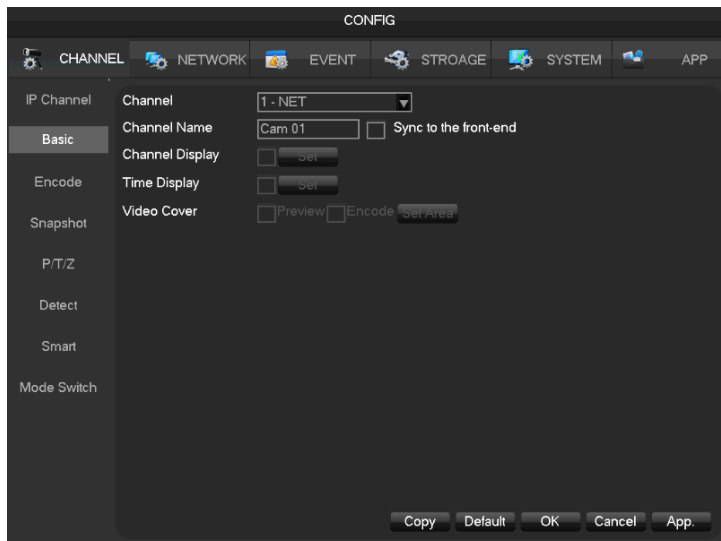 CONFIG
CHANNEL NETWORK EVENT STROAGE SYSTEM APP
IP Channel
Basic
Encode
Snapshot
P/T/Z
Detect
Smart
Mode Switch
Channel 1 - NET
Channel Name Cam 01 Sync to the front-end
Channel Display Set
Time Display Set
Video Cover Preview Encode Set Area
Copy Default OK Cancel App.